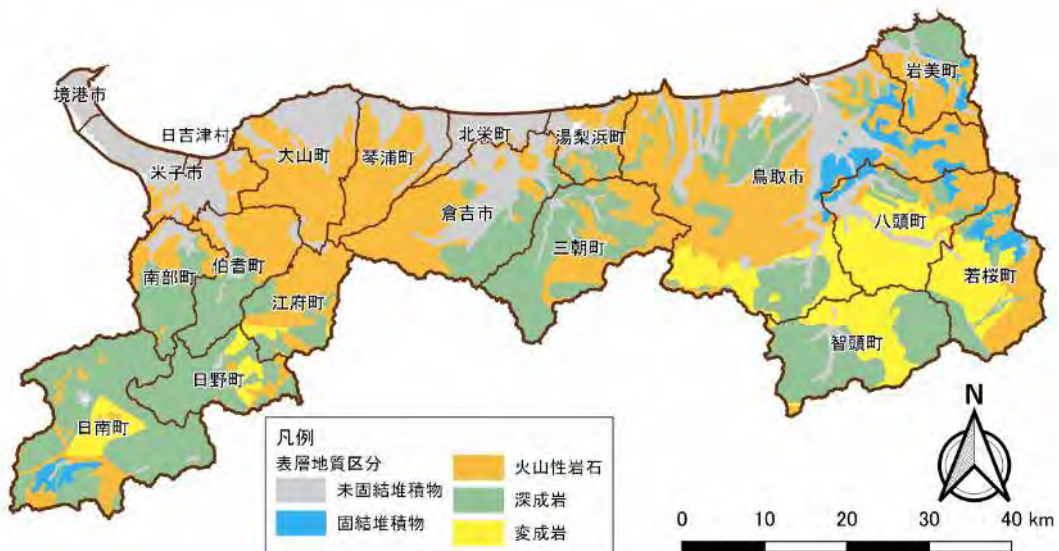 境港市
岩美町
日吉津村
北栄町
湯梨浜町
米子市
大山町
琴浦町
鳥取市
倉吉市
八頭町
三朝町
南部町
伯耆町
若桜町
江府町
智頭町
日野町
日南町
N
凡例
表層地質区分
未固結堆積物
固結堆積物
火山性岩石
深成岩
変成岩
0 10 20 30 40 km